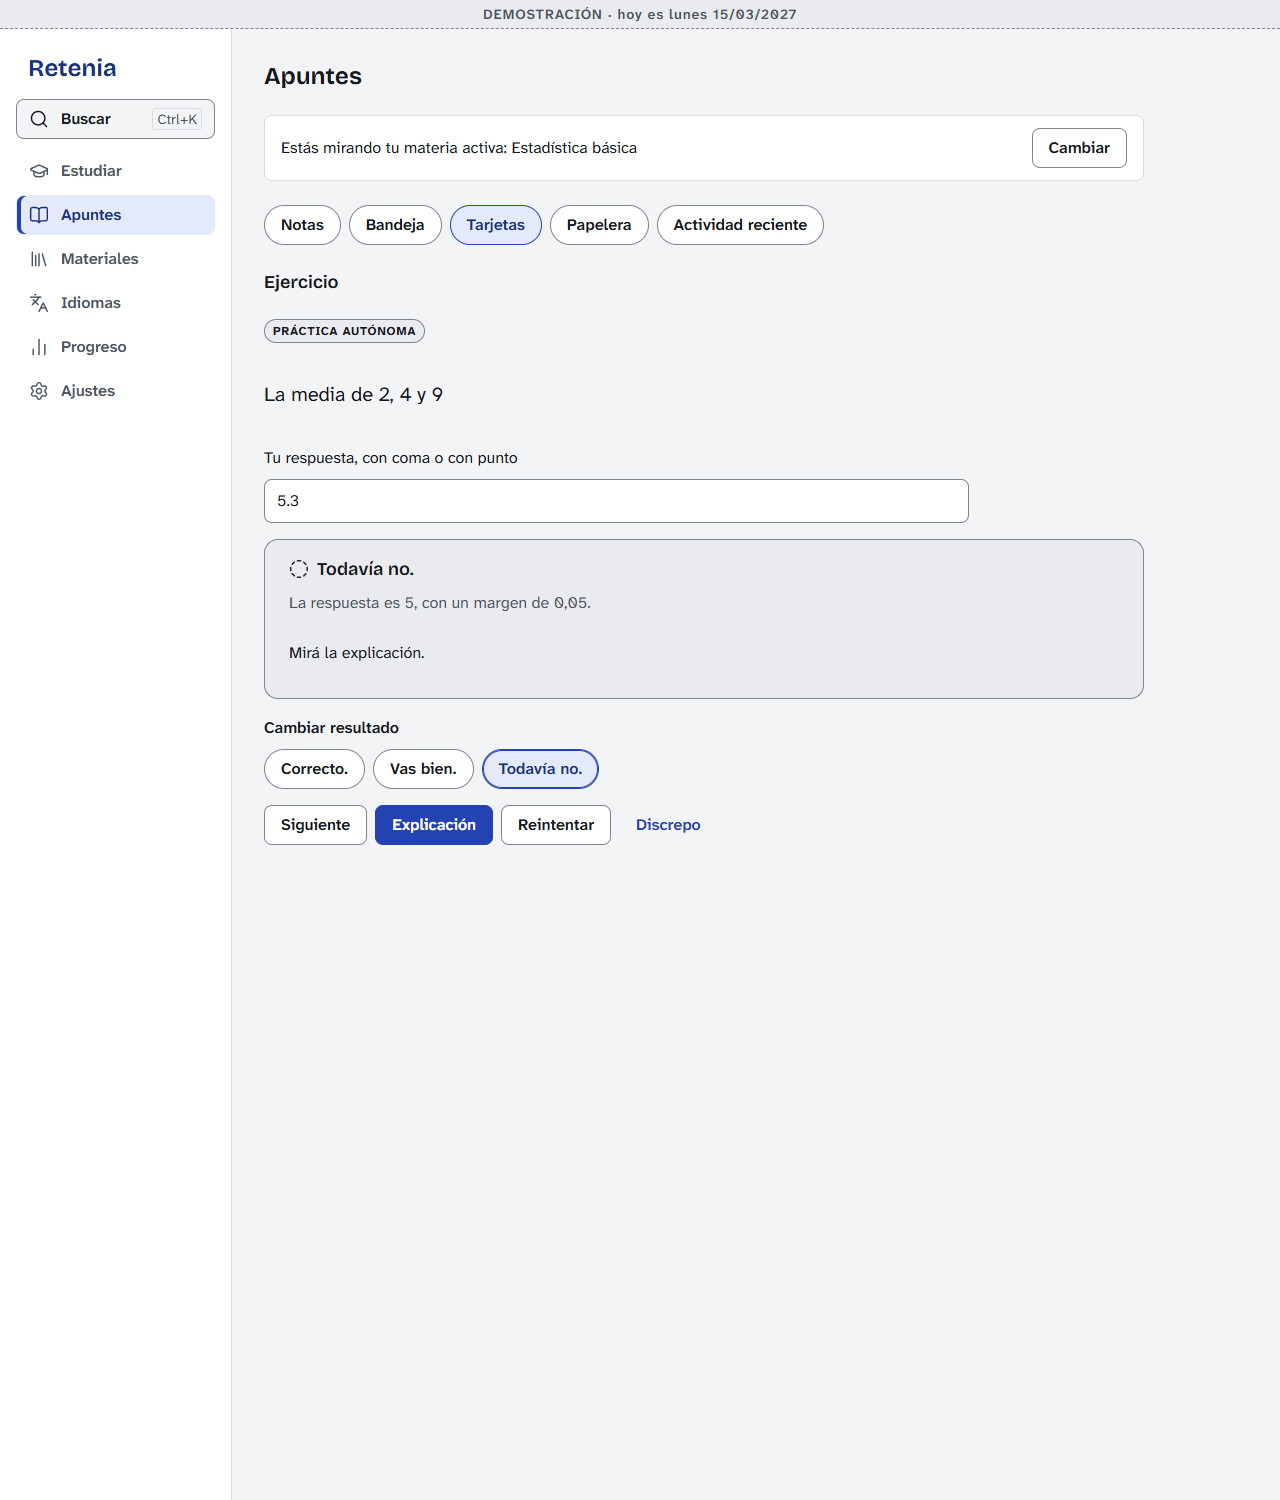 DEMOSTRACIÓN · hoy es lunes 15/03/2027
Retenia
Buscar Ctrl+K
Estudiar
Apuntes
Materiales
Idiomas
Progreso
Ajustes
Apuntes
Estás mirando tu materia activa: Estadística básica
Cambiar
Notas Bandeja Tarjetas Papelera Actividad reciente
Ejercicio
PRÁCTICA AUTÓNOMA
La media de 2, 4 y 9
Tu respuesta, con coma o con punto
5.3
Todavía no.
La respuesta es 5, con un margen de 0,05.
Mirá la explicación.
Cambiar resultado
Correcto. Vas bien. Todavía no.
Siguiente Explicación Reintentar Discrepo